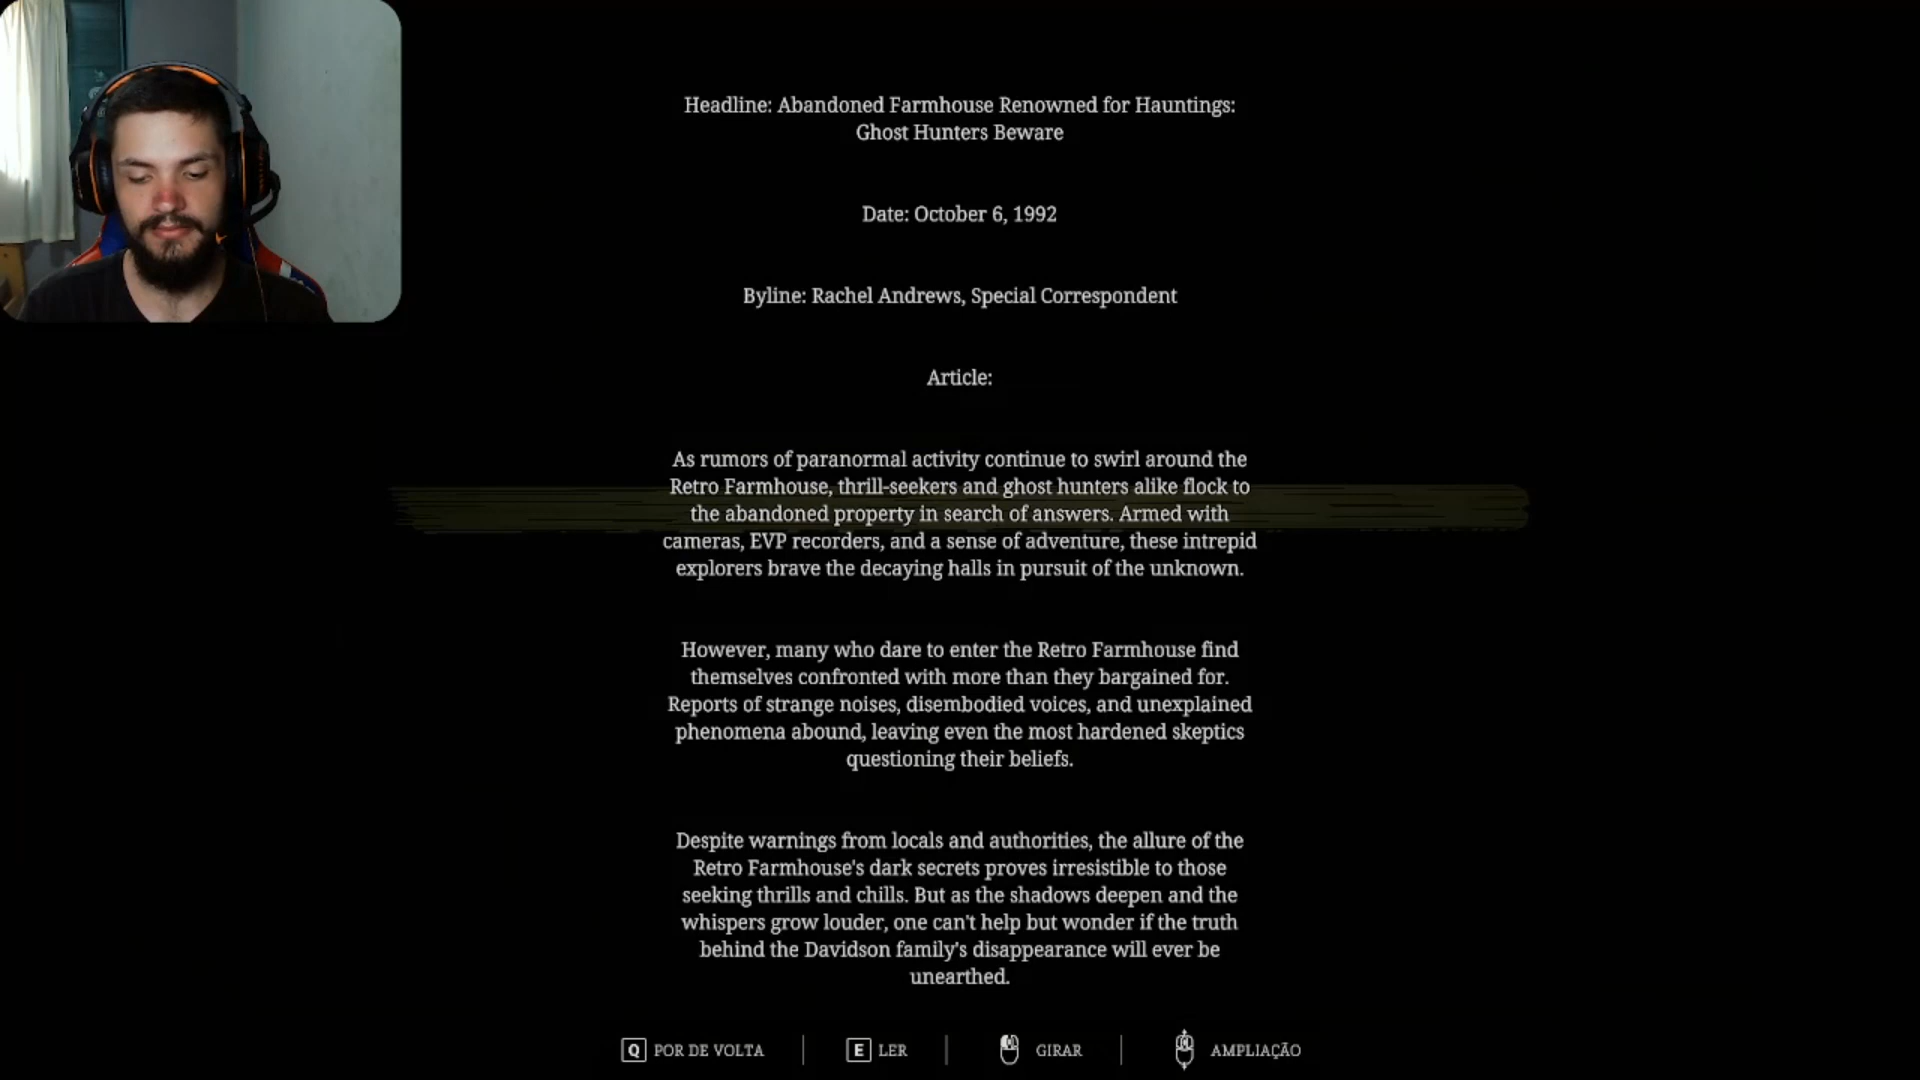 Headline: Abandoned Farmhouse Renowned for Hauntings:
Ghost Hunters Beware
Date: October 6, 1992
Byline: Rachel Andrews, Special Correspondent
Article:
As rumors of paranormal activity continue to swirl around the
Retro Farmhouse, thrill-seekers and ghost hunters alike flock to
the abandoned property in search of answers. Armed with
cameras, EVP recorders, and a sense of adventure, these intrepid
explorers brave the decaying halls in pursuit of the unknown.
However, many who dare to enter the Retro Farmhouse find
themselves confronted with more than they bargained for.
Reports of strange noises, disembodied voices, and unexplained
phenomena abound, leaving even the most hardened skeptics
questioning their beliefs.
Despite warnings from locals and authorities, the allure of the
Retro Farmhouse's dark secrets proves irresistible to those
seeking thrills and chills. But as the shadows deepen and the
whispers grow louder, one can't help but wonder if the truth
behind the Davidson family's disappearance will ever be
unearthed.
Q POR DE VOLTA | E LER | GIRAR | AMPLIAÇÃO